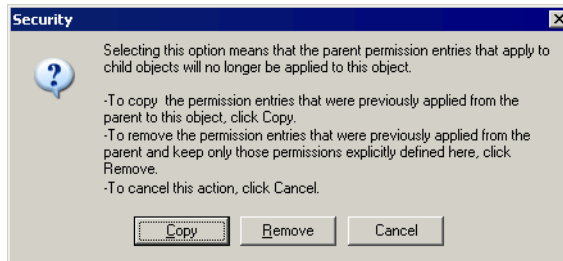 Security
Selecting this option means that the parent permission entries that apply to
child objects will no longer be applied to this object.
-To copy the permission entries that were previously applied from the
parent to this object, click Copy.
-To remove the permission entries that were previously applied from the
parent and keep only those permissions explicitly defined here, click
Remove.
-To cancel this action, click Cancel.
Copy Remove Cancel